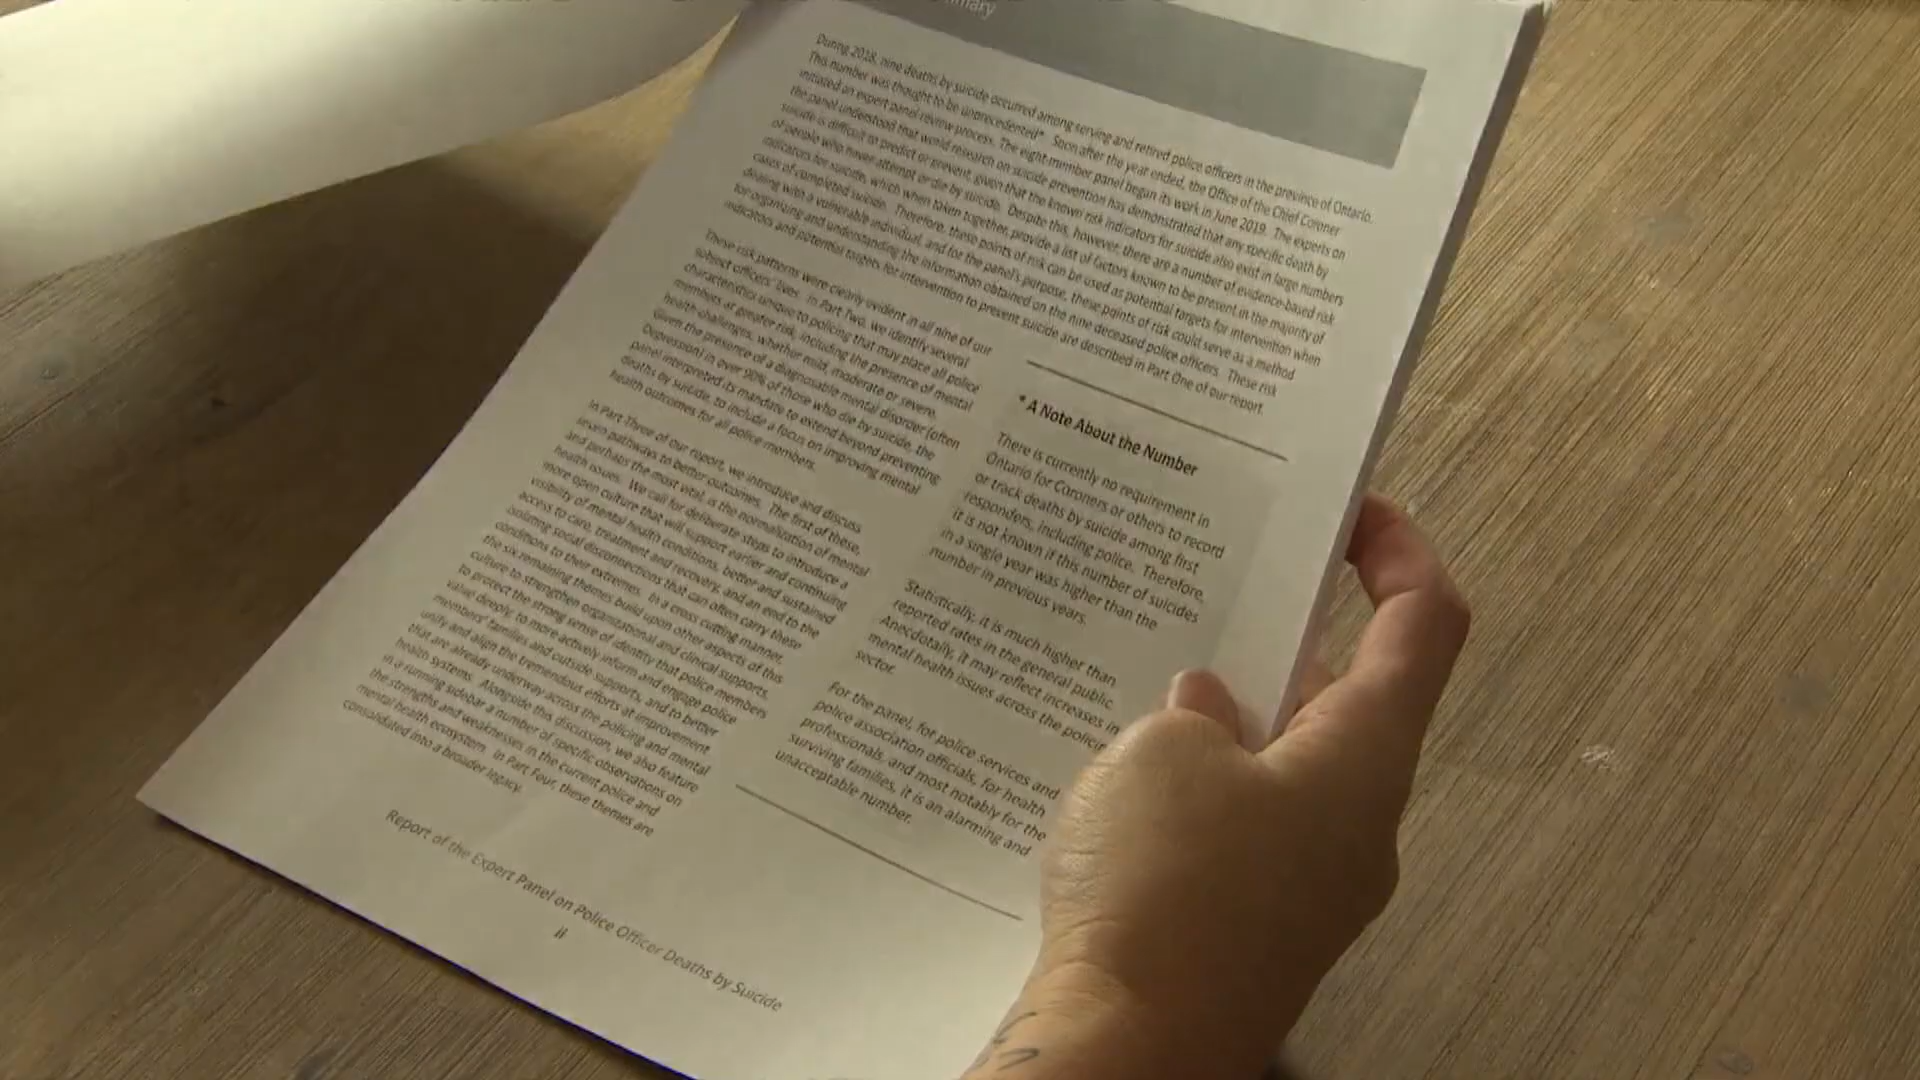 mmary
During 2018, nine deaths by suicide occurred among serving and retired police officers in the province of Ontario.
This number was thought to be unprecedented*. Soon after the year ended, the Office of the Chief Coroner
initiated an expert panel review process. The eight-member panel began its work in June 2019. The experts on
the panel understood that world research on suicide prevention has demonstrated that any specific death by
suicide is difficult to predict or prevent, given that the known risk indicators for suicide also exist in large numbers
of people who never attempt or die by suicide. Despite this, however, there are a number of evidence-based risk
indicators for suicide, which when taken together, provide a list of factors known to be present in the majority of
cases of completed suicide. Therefore, these points of risk can be used as potential targets for intervention when
dealing with a vulnerable individual, and for the panel's purpose, these points of risk could serve as a method
for organizing and understanding the information obtained on the nine deceased police officers. These risk
indicators and potential targets for intervention to prevent suicide are described in Part One of our report.
These risk patterns were clearly evident in all nine of our
subject officers' lives. In Part Two, we identify several
characteristics unique to policing that may place all police
members at greater risk, including the presence of mental
health challenges, whether mild, moderate or severe.
Given the presence of a diagnosable mental disorder (often
Depression) in over 90% of those who die by suicide, the
panel interpreted its mandate to extend beyond preventing
deaths by suicide, to include a focus on improving mental
health outcomes for all police members.
In Part Three of our report, we introduce and discuss
seven pathways to better outcomes. The first of these,
and perhaps the most vital, is the normalization of mental
health issues. We call for deliberate steps to introduce a
more open culture that will support earlier and continuing
visibility of mental health conditions, better and sustained
access to care, treatment and recovery, and an end to the
isolating social disconnections that can often carry these
conditions to their extremes. In a cross cutting manner,
the six remaining themes build upon other aspects of this
culture to strengthen organizational and clinical supports,
to protect the strong sense of identity that police members
value deeply, to more actively inform and engage police
members' families and outside supports, and to better
unify and align the tremendous efforts at improvement
that are already underway across the policing and mental
health systems. Alongside this discussion, we also feature
in a running sidebar a number of specific observations on
the strengths and weaknesses in the current police and
mental health ecosystem. In Part Four, these themes are
consolidated into a broader legacy.
* A Note About the Number
There is currently no requirement in
Ontario for Coroners or others to record
or track deaths by suicide among first
responders, including police. Therefore,
it is not known if this number of suicides
in a single year was higher than the
number in previous years.
Statistically, it is much higher than
reported rates in the general public.
Anecdotally, it may reflect increases in
mental health issues across the policin
sector.
For the panel, for police services and
police association officials, for health
professionals, and most notably for the
surviving families, it is an alarming and
unacceptable number.
Report of the Expert Panel on Police Officer Deaths by Suicide
ii